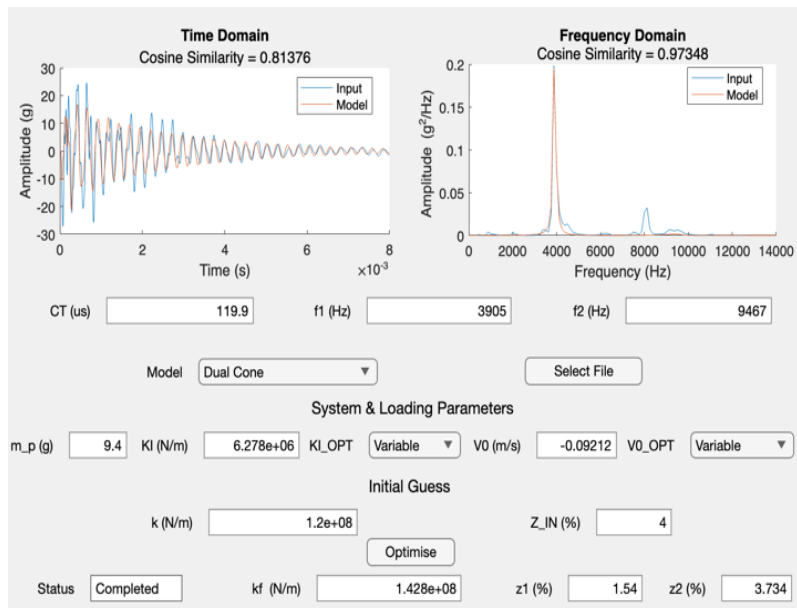 Time Domain
Cosine Similarity = 0.81376
Frequency Domain
Cosine Similarity = 0.97348
30
20
10
0
-10
-20
-30
Amplitude (g)
Input
Model
0 2 4 6 8
Time (s)
×10⁻³
0.2
0.15
0.1
0.05
0
Amplitude (g²/Hz)
Input
Model
0 2000 4000 6000 8000 10000 12000 14000
Frequency (Hz)
CT (us) 119.9 f1 (Hz) 3905 f2 (Hz) 9467
Model Dual Cone Select File
System & Loading Parameters
m_p (g) 9.4 KI (N/m) 6.278e+06 KI_OPT Variable V0 (m/s) -0.09212 V0_OPT Variable
Initial Guess
k (N/m) 1.2e+08 Z_IN (%) 4
Optimise
Status Completed kf (N/m) 1.428e+08 z1 (%) 1.54 z2 (%) 3.734